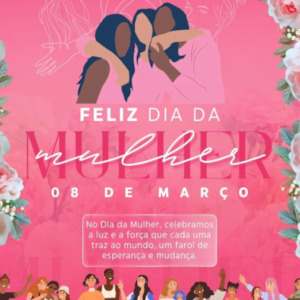 FELIZ DIA DA
MULHER
mulher
08 DE MARÇO
No Dia da Mulher, celebramos
a luz e a força que cada uma
traz ao mundo, um farol de
esperança e mudança.
MULHER